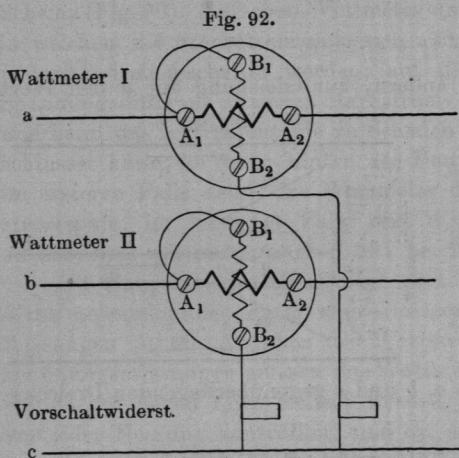 Fig. 92.
B₁
Wattmeter I
a
A₁ A₂
B₂
B₁
Wattmeter II
b
A₁ A₂
B₂
Vorschaltwiderst.
c